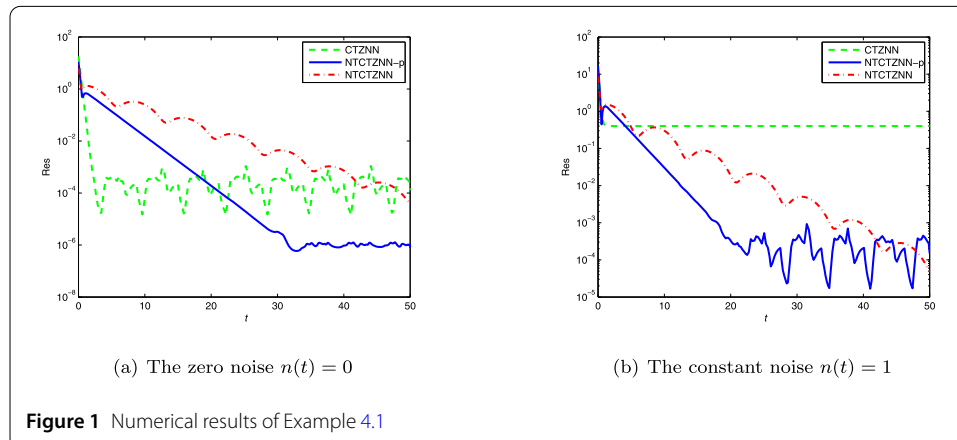 10^2
10^0
10^−2
10^−4
10^−6
10^−8
Res
0 10 20 30 40 50
t
CTZNN
NTCTZNN−p
NTCTZNN
(a) The zero noise n(t) = 0
10^2
10^1
10^0
10^−1
10^−2
10^−3
10^−4
10^−5
Res
0 10 20 30 40 50
t
CTZNN
NTCTZNN−p
NTCTZNN
(b) The constant noise n(t) = 1
Figure 1 Numerical results of Example 4.1